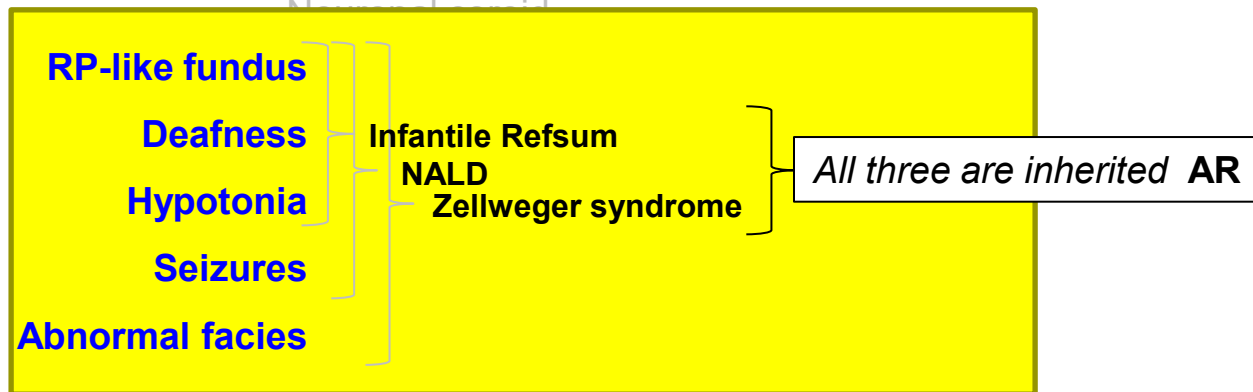 RP-like fundus
Deafness
Hypotonia
Seizures
Abnormal facies
Infantile Refsum
NALD
Zellweger syndrome
All three are inherited AR